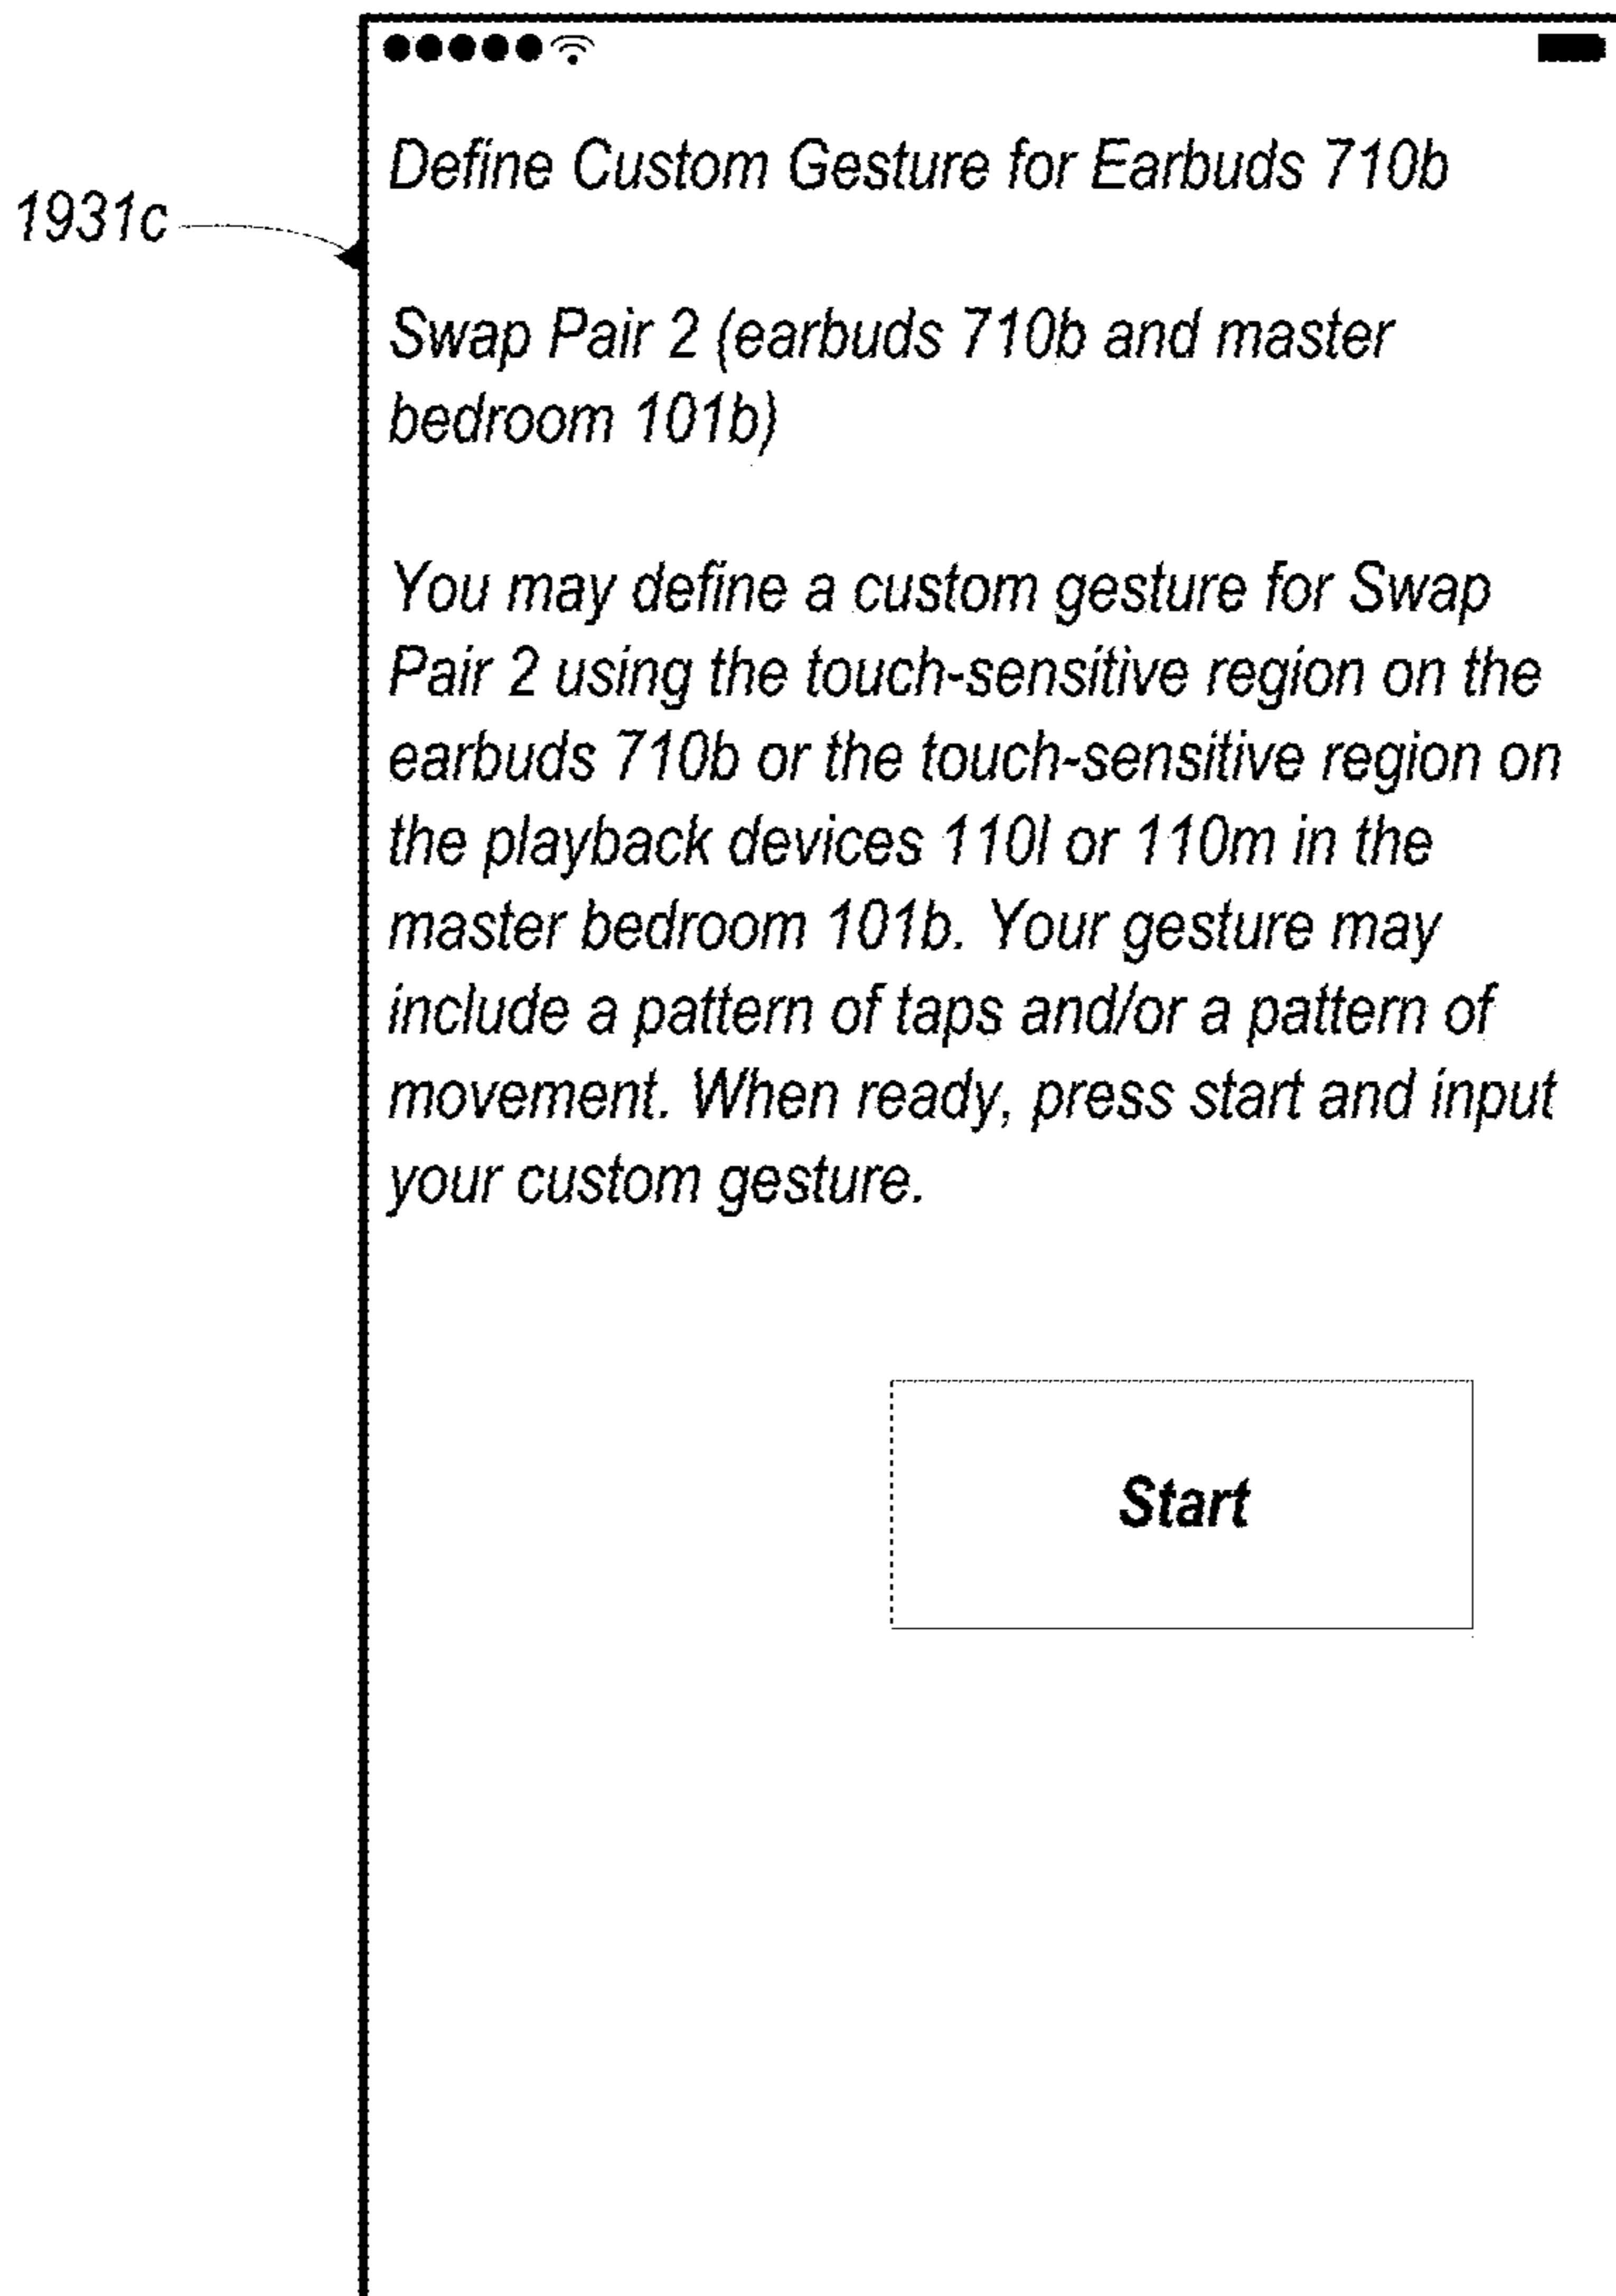 1931c
Define Custom Gesture for Earbuds 710b
Swap Pair 2 (earbuds 710b and master
bedroom 101b)
You may define a custom gesture for Swap
Pair 2 using the touch-sensitive region on the
earbuds 710b or the touch-sensitive region on
the playback devices 110l or 110m in the
master bedroom 101b. Your gesture may
include a pattern of taps and/or a pattern of
movement. When ready, press start and input
your custom gesture.
Start